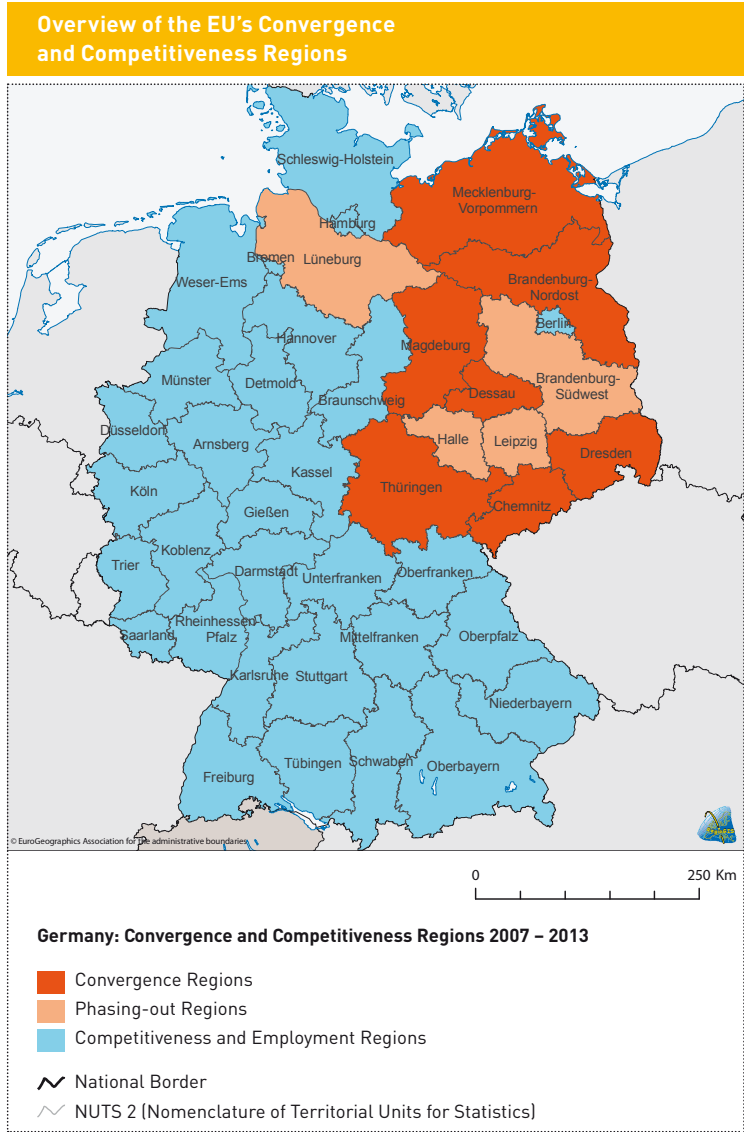 Overview of the EU’s Convergence
and Competitiveness Regions
Schleswig-Holstein
Mecklenburg-
Vorpommern
Hamburg
Bremen
Lüneburg
Weser-Ems
Brandenburg-
Nordost
Berlin
Hannover
Magdeburg
Münster
Detmold
Braunschweig
Dessau
Brandenburg-
Südwest
Düsseldorf
Arnsberg
Halle
Leipzig
Dresden
Kassel
Köln
Thüringen
Chemnitz
Gießen
Koblenz
Trier
Darmstadt
Unterfranken
Oberfranken
Saarland
Rheinhessen-
Pfalz
Mittelfranken
Oberpfalz
Karlsruhe
Stuttgart
Niederbayern
Tübingen
Schwaben
Oberbayern
Freiburg
© EuroGeographics Association for the administrative boundaries
0 250 Km
Germany: Convergence and Competitiveness Regions 2007 – 2013
Convergence Regions
Phasing-out Regions
Competitiveness and Employment Regions
National Border
NUTS 2 (Nomenclature of Territorial Units for Statistics)